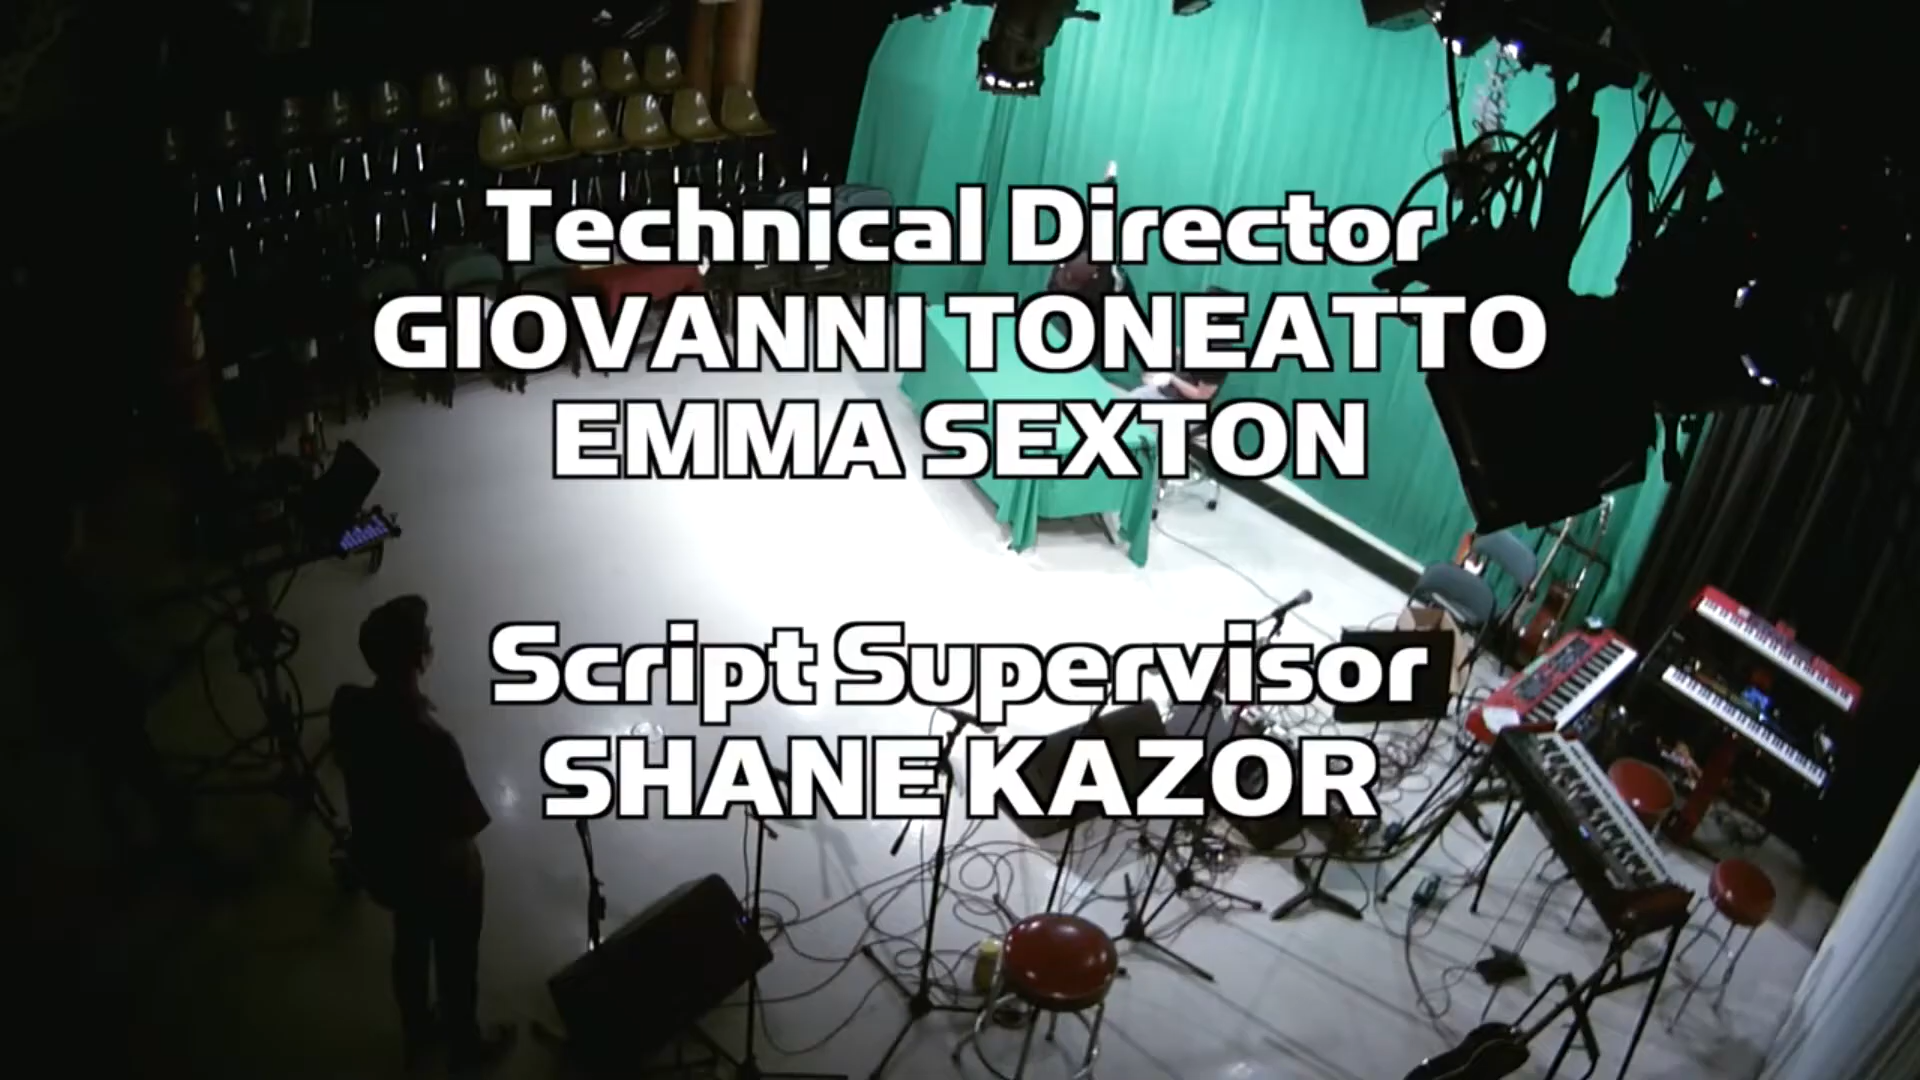 Technical Director
GIOVANNI TONEATTO
EMMA SEXTON
Script Supervisor
SHANE KAZOR